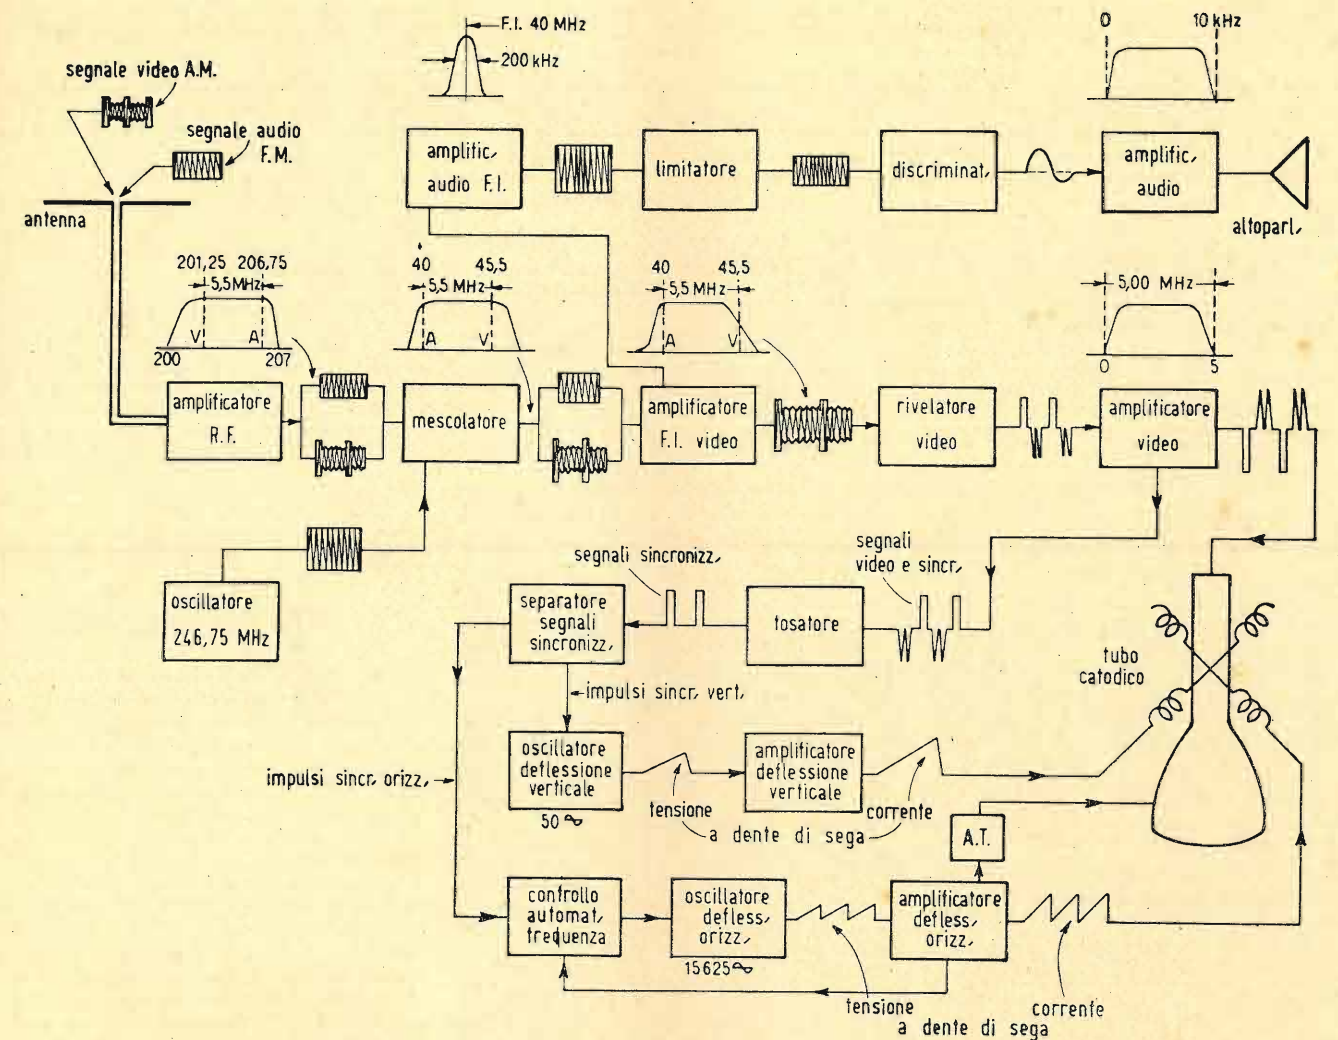 F.I. 40 MHz
200 kHz
0 10 kHz
segnale video A.M.
segnale audio
F.M.
antenna
amplific,
audio F.I.
limitatore
discriminat,
amplific,
audio
altoparl,
201,25 206,75
5,5MHz
V A
200 207
40 45,5
5,5 MHz
A V
40 45,5
5,5 MHz
A V
5,00 MHz
0 5
amplificatore
R.F.
mescolatore
amplificatore
F.I. video
rivelatore
video
amplificatore
video
oscillatore
246,75 MHz
segnali sincronizz,
segnali
video e sincr,
separatore
segnali
sincronizz,
tosatore
tubo
catodico
impulsi sincr, vert,
impulsi sincr, orizz,
oscillatore
deflessione
verticale
50
amplificatore
deflessione
verticale
tensione corrente
a dente di sega
A.T.
controllo
automat,
frequenza
oscillatore
defless,
orizz,
15625
amplificatore
defless,
orizz,
tensione corrente
a dente di sega